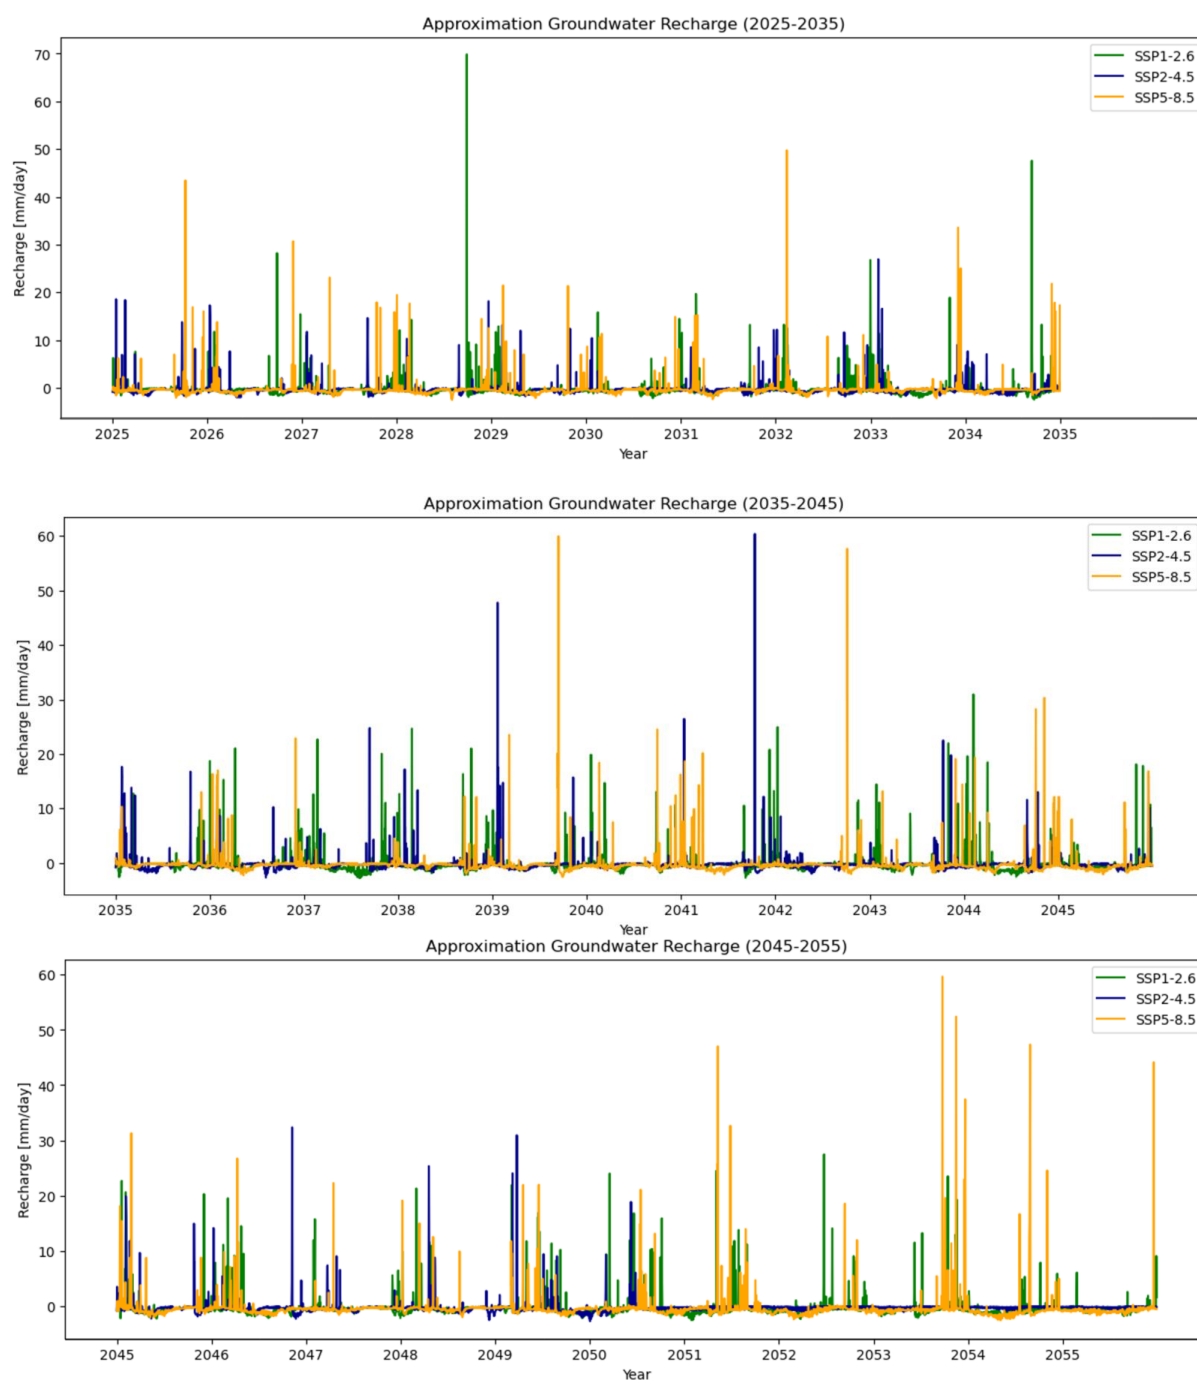 Approximation Groundwater Recharge (2025-2035)
SSP1-2.6
SSP2-4.5
SSP5-8.5
Recharge [mm/day]
70
60
50
40
30
20
10
0
2025 2026 2027 2028 2029 2030 2031 2032 2033 2034 2035
Year
Approximation Groundwater Recharge (2035-2045)
SSP1-2.6
SSP2-4.5
SSP5-8.5
Recharge [mm/day]
60
50
40
30
20
10
0
2035 2036 2037 2038 2039 2040 2041 2042 2043 2044 2045
Year
Approximation Groundwater Recharge (2045-2055)
SSP1-2.6
SSP2-4.5
SSP5-8.5
Recharge [mm/day]
60
50
40
30
20
10
0
2045 2046 2047 2048 2049 2050 2051 2052 2053 2054 2055
Year